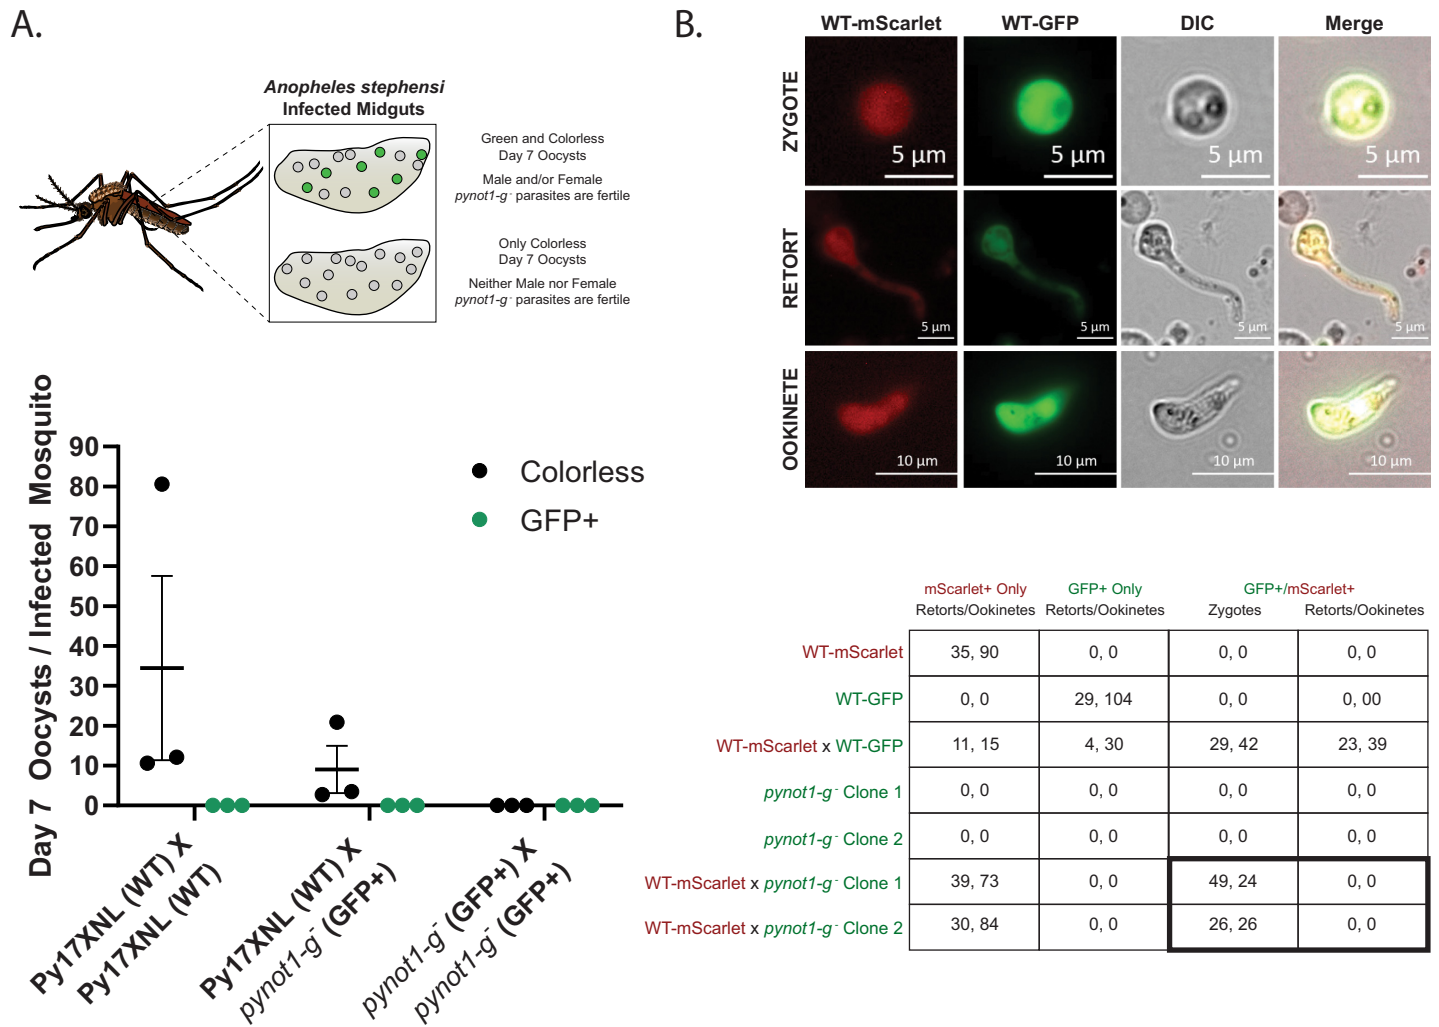 A.
Anopheles stephensi
Infected Midguts
Green and Colorless
Day 7 Oocysts
Male and/or Female
pynot1-g- parasites are fertile
Only Colorless
Day 7 Oocysts
Neither Male nor Female
pynot1-g- parasites are fertile
Day 7 Oocysts / Infected Mosquito
90
80
70
60
50
40
30
20
10
0
Colorless
GFP+
Py17XNL (WT) X
Py17XNL (WT)
Py17XNL (WT) X
pynot1-g- (GFP+)
pynot1-g- (GFP+) X
pynot1-g- (GFP+)
B.
WT-mScarlet WT-GFP DIC Merge
ZYGOTE
5 µm 5 µm 5 µm 5 µm
RETORT
5 µm 5 µm 5 µm 5 µm
OOKINETE
10 µm 10 µm 10 µm 10 µm
mScarlet+ Only GFP+ Only GFP+/mScarlet+
Retorts/Ookinetes Retorts/Ookinetes Zygotes Retorts/Ookinetes
WT-mScarlet 35, 90 0, 0 0, 0 0, 0
WT-GFP 0, 0 29, 104 0, 0 0, 00
WT-mScarlet x WT-GFP 11, 15 4, 30 29, 42 23, 39
pynot1-g- Clone 1 0, 0 0, 0 0, 0 0, 0
pynot1-g- Clone 2 0, 0 0, 0 0, 0 0, 0
WT-mScarlet x pynot1-g- Clone 1 39, 73 0, 0 49, 24 0, 0
WT-mScarlet x pynot1-g- Clone 2 30, 84 0, 0 26, 26 0, 0